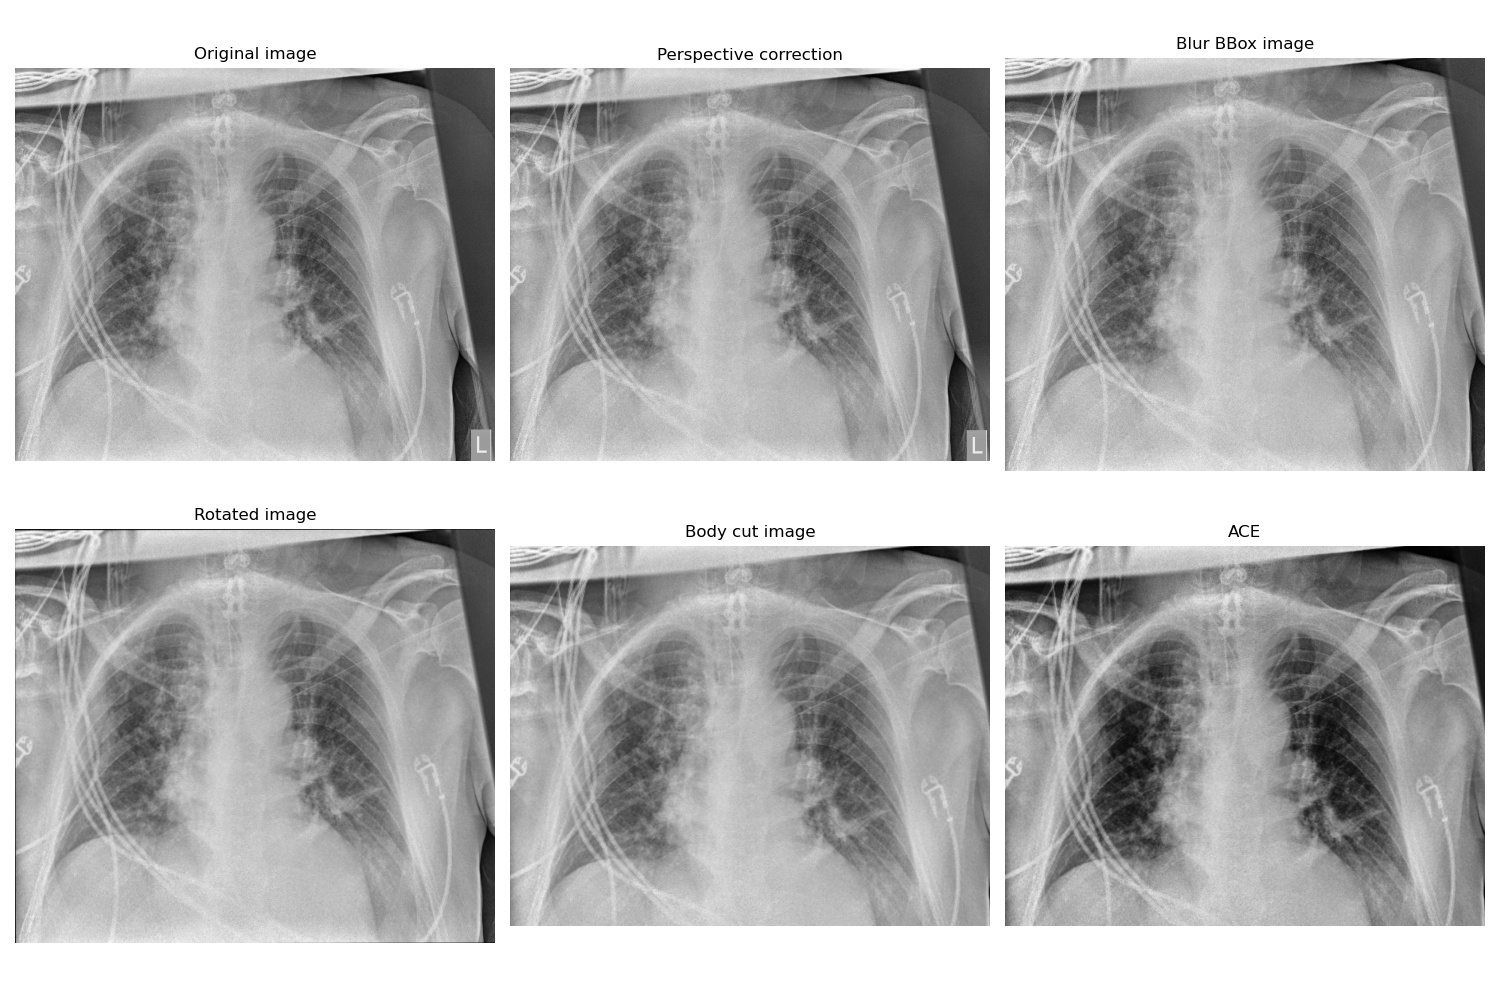 Original image
Perspective correction
Blur BBox image
L
L
Rotated image
Body cut image
ACE